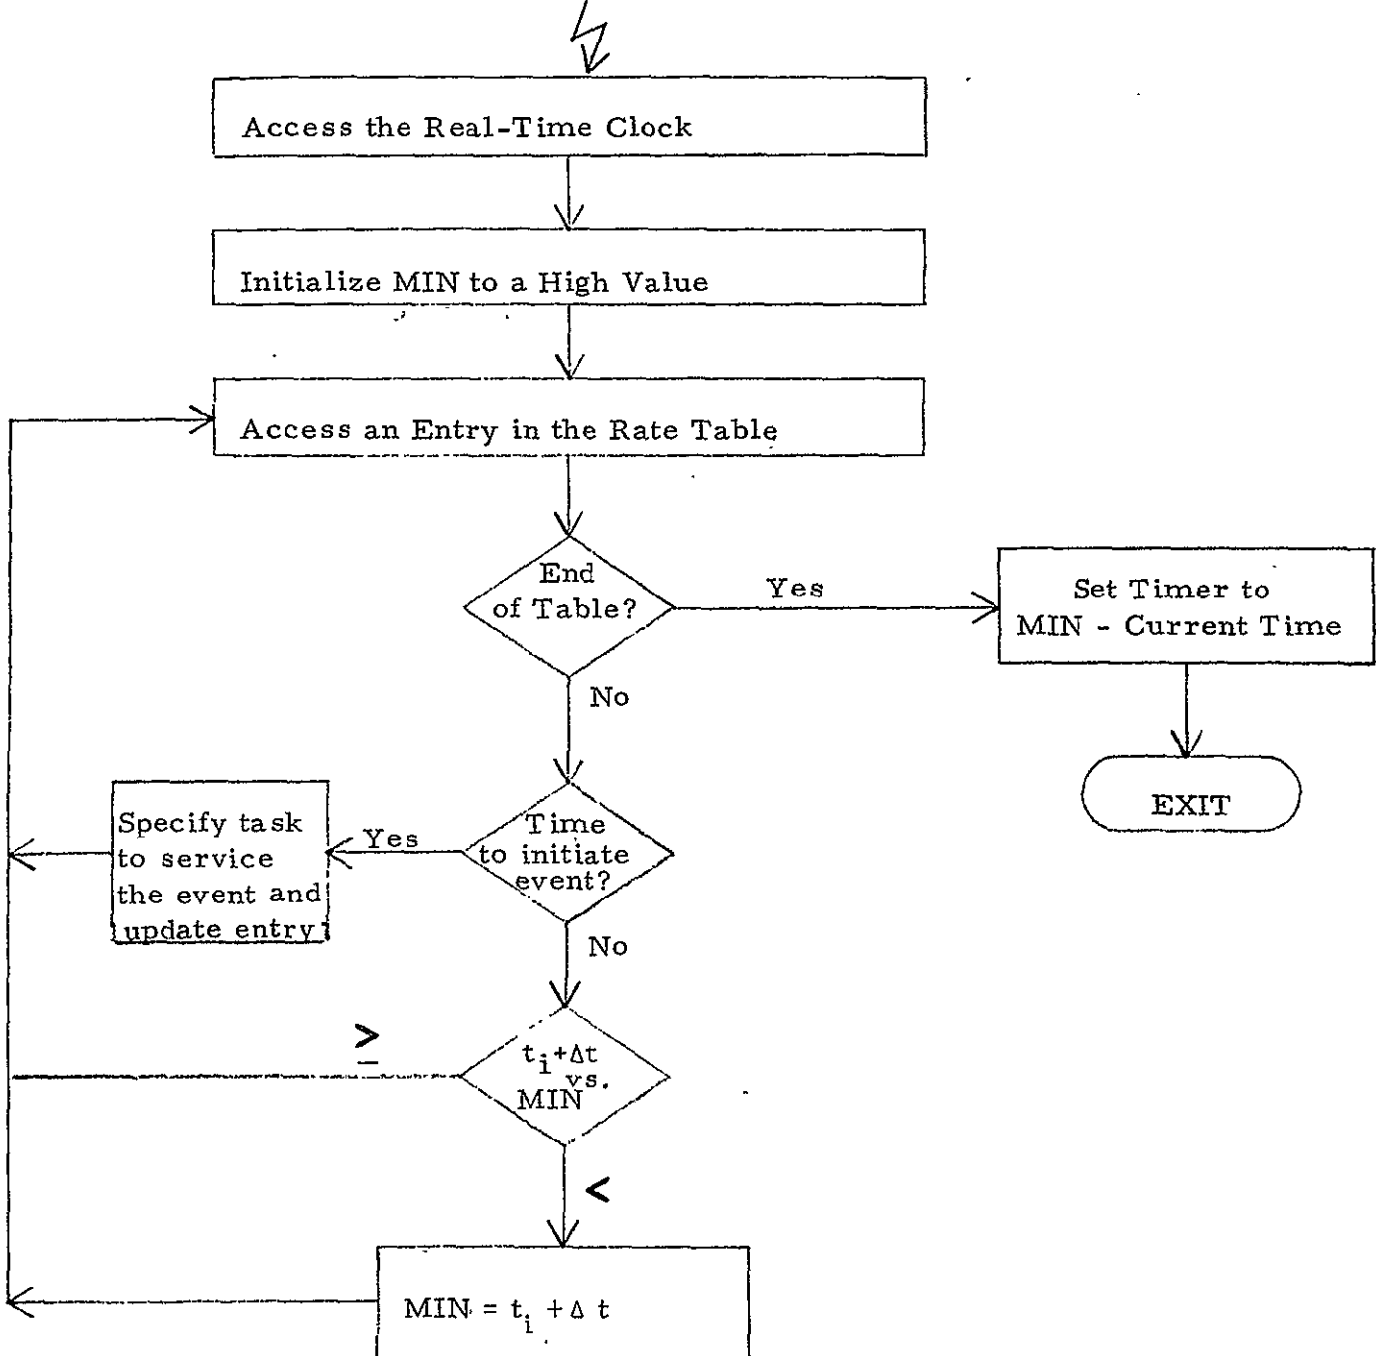 Access the Real-Time Clock
Initialize MIN to a High Value
Access an Entry in the Rate Table
End
of Table?
Yes
Set Timer to
MIN - Current Time
No
EXIT
Specify task
to service
the event and
update entry
Yes
Time
to initiate
event?
No
≥
tᵢ+Δt
vs.
MIN
<
MIN = tᵢ + Δ t